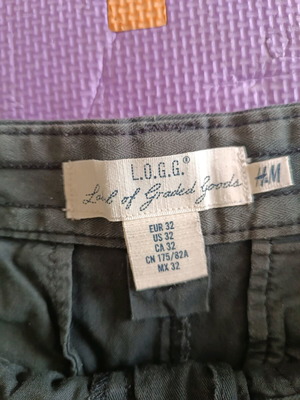 L.O.G.G.®
Label of Graded Goods
H&M
EUR 32
US 32
CA 32
CN 175/82A
MX 32